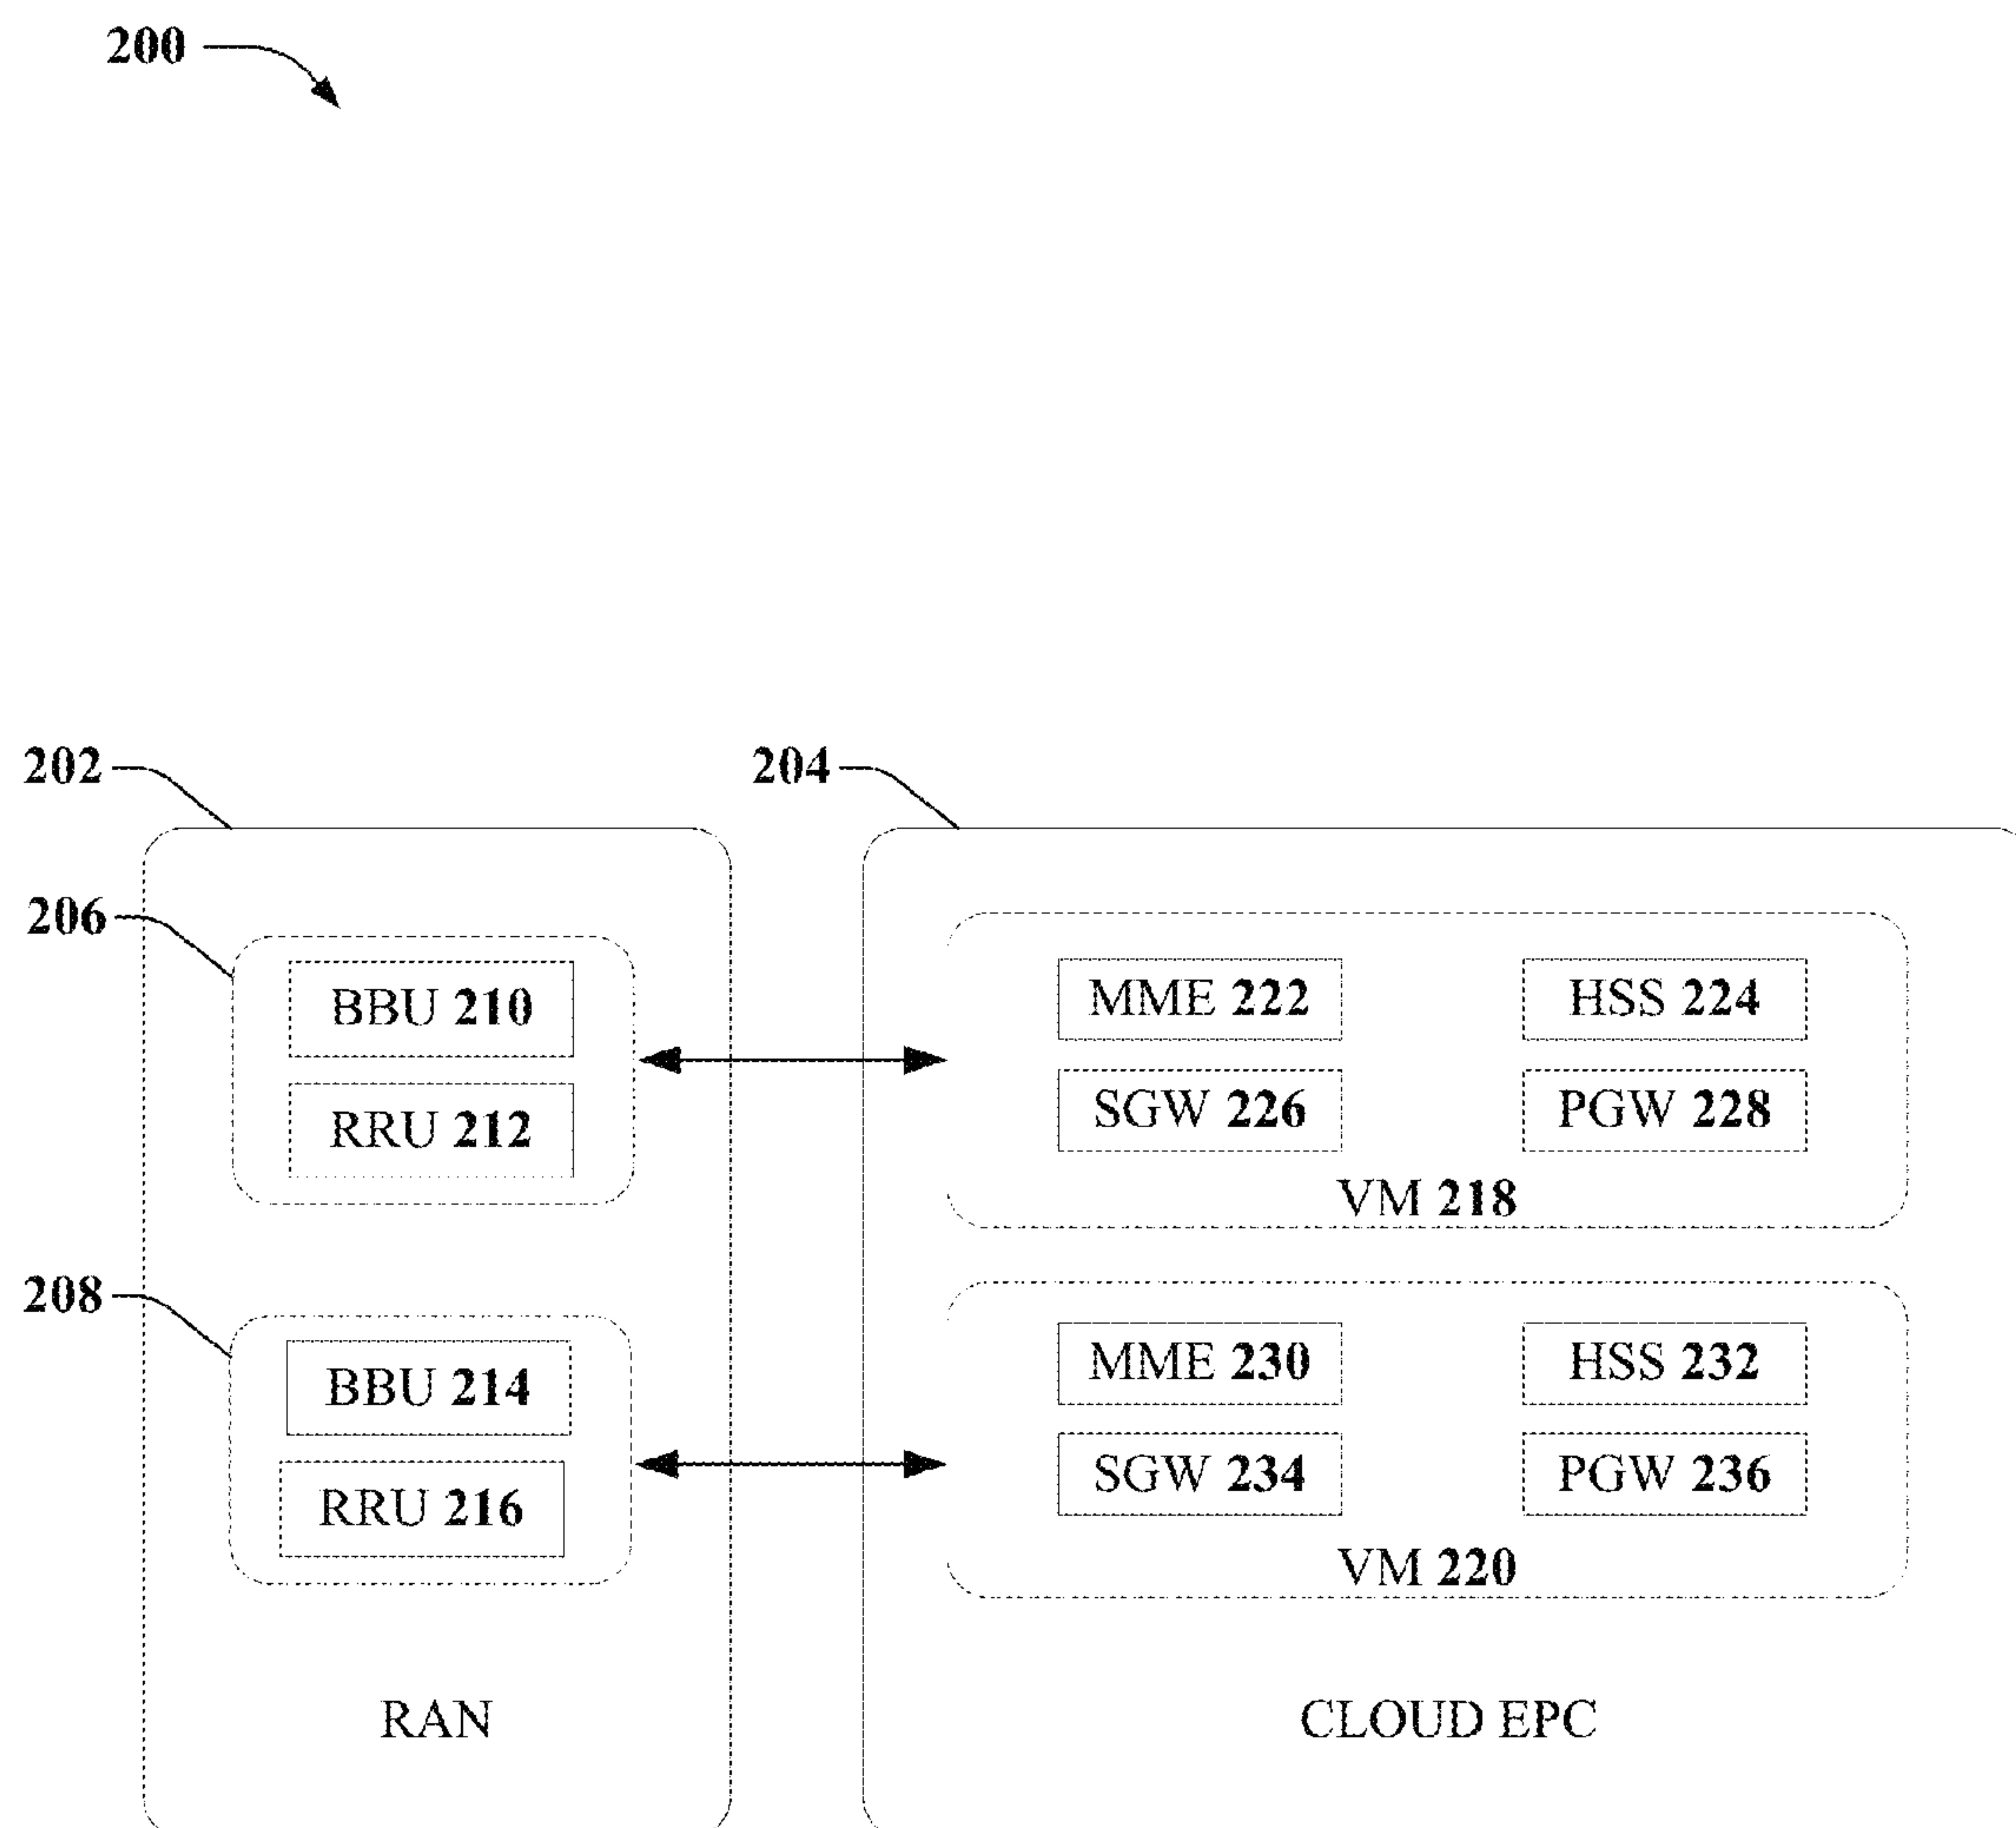 200
202
204
206
BBU 210
RRU 212
MME 222
HSS 224
SGW 226
PGW 228
VM 218
208
BBU 214
RRU 216
MME 230
HSS 232
SGW 234
PGW 236
VM 220
RAN
CLOUD EPC